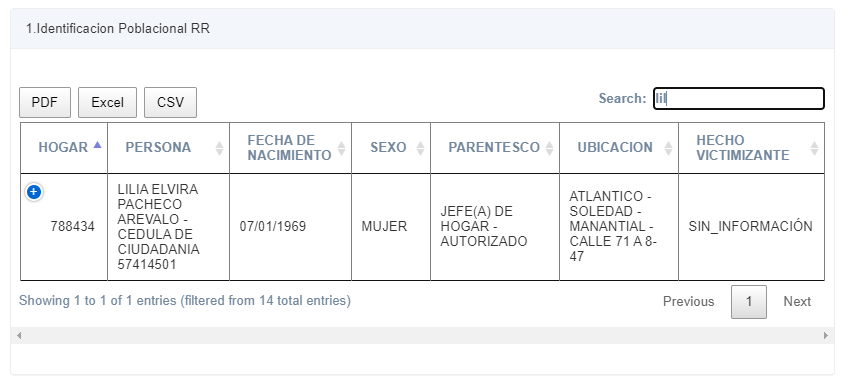 1.Identificacion Poblacional RR
PDF Excel CSV
Search: lil
HOGAR PERSONA FECHA DE NACIMIENTO SEXO PARENTESCO UBICACION HECHO VICTIMIZANTE
788434
LILIA ELVIRA
PACHECO
AREVALO -
CEDULA DE
CIUDADANIA
57414501
07/01/1969
MUJER
JEFE(A) DE
HOGAR -
AUTORIZADO
ATLANTICO -
SOLEDAD -
MANANTIAL -
CALLE 71 A 8-
47
SIN_INFORMACIÓN
Showing 1 to 1 of 1 entries (filtered from 14 total entries)
Previous 1 Next